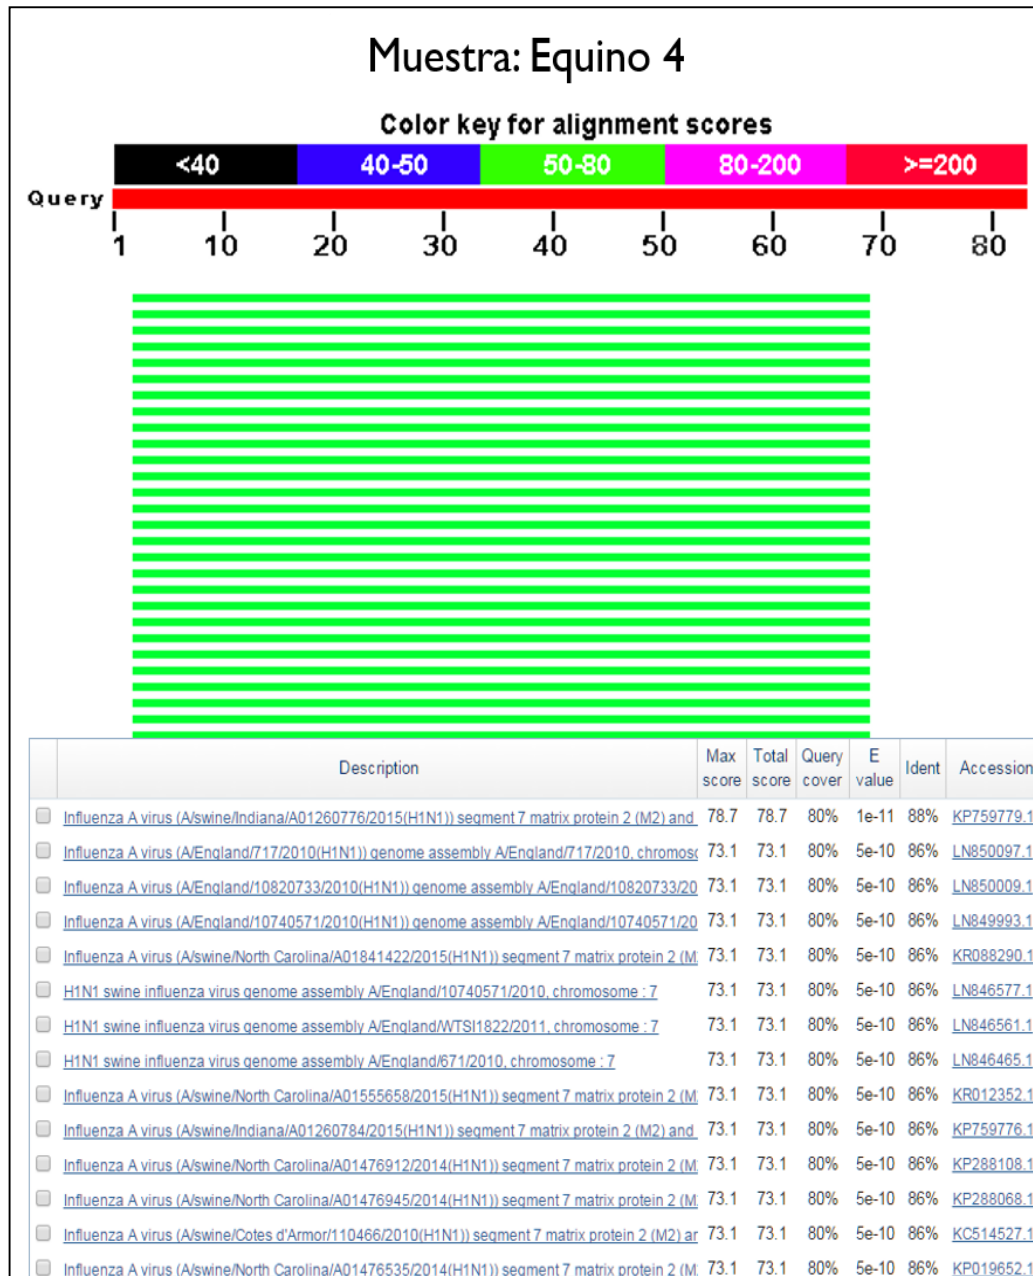 Muestra: Equino 4
Color key for alignment scores
<40 40-50 50-80 80-200 >=200
Query
1 10 20 30 40 50 60 70 80
Description Max score Total score Query cover E value Ident Accession
Influenza A virus (A/swine/Indiana/A01260776/2015(H1N1)) segment 7 matrix protein 2 (M2) and 78.7 78.7 80% 1e-11 88% KP759779.1
Influenza A virus (A/England/717/2010(H1N1)) genome assembly A/England/717/2010, chromoso 73.1 73.1 80% 5e-10 86% LN850097.1
Influenza A virus (A/England/10820733/2010(H1N1)) genome assembly A/England/10820733/20 73.1 73.1 80% 5e-10 86% LN850009.1
Influenza A virus (A/England/10740571/2010(H1N1)) genome assembly A/England/10740571/20 73.1 73.1 80% 5e-10 86% LN849993.1
Influenza A virus (A/swine/North Carolina/A01841422/2015(H1N1)) segment 7 matrix protein 2 (M 73.1 73.1 80% 5e-10 86% KR088290.1
H1N1 swine influenza virus genome assembly A/England/10740571/2010, chromosome : 7 73.1 73.1 80% 5e-10 86% LN846577.1
H1N1 swine influenza virus genome assembly A/England/WTSI1822/2011, chromosome : 7 73.1 73.1 80% 5e-10 86% LN846561.1
H1N1 swine influenza virus genome assembly A/England/671/2010, chromosome : 7 73.1 73.1 80% 5e-10 86% LN846465.1
Influenza A virus (A/swine/North Carolina/A01555658/2015(H1N1)) segment 7 matrix protein 2 (M 73.1 73.1 80% 5e-10 86% KR012352.1
Influenza A virus (A/swine/Indiana/A01260784/2015(H1N1)) segment 7 matrix protein 2 (M2) and 73.1 73.1 80% 5e-10 86% KP759776.1
Influenza A virus (A/swine/North Carolina/A01476912/2014(H1N1)) segment 7 matrix protein 2 (M 73.1 73.1 80% 5e-10 86% KP288108.1
Influenza A virus (A/swine/North Carolina/A01476945/2014(H1N1)) segment 7 matrix protein 2 (M 73.1 73.1 80% 5e-10 86% KP288068.1
Influenza A virus (A/swine/Cotes d'Armor/110466/2010(H1N1)) segment 7 matrix protein 2 (M2) ar 73.1 73.1 80% 5e-10 86% KC514527.1
Influenza A virus (A/swine/North Carolina/A01476535/2014(H1N1)) segment 7 matrix protein 2 (M 73.1 73.1 80% 5e-10 86% KP019652.1